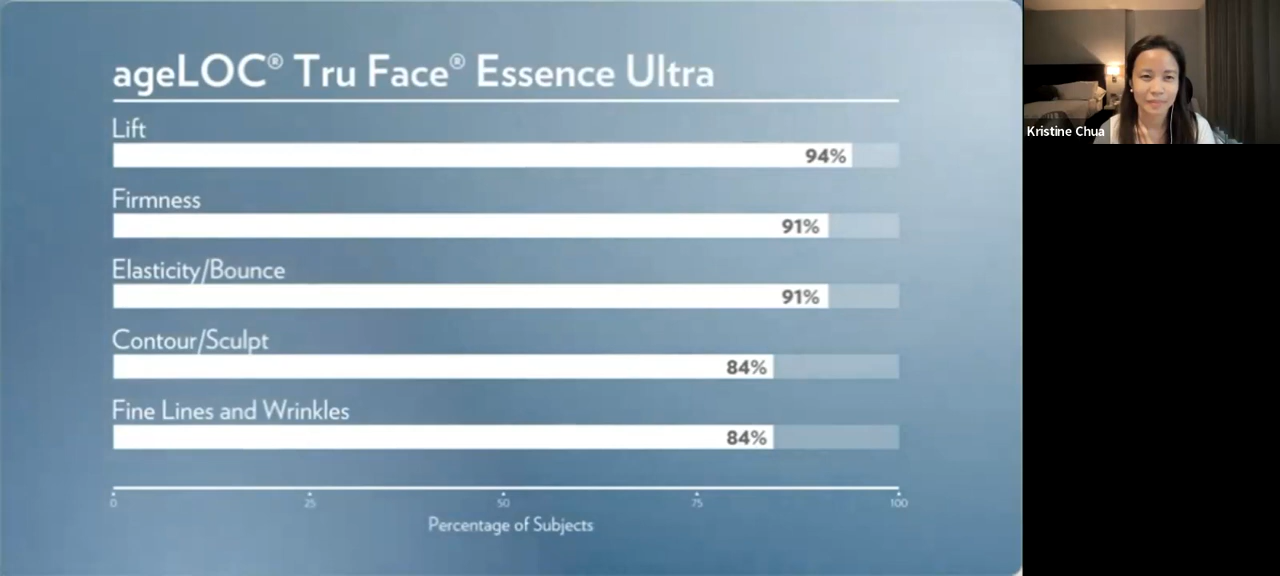 ageLOC® Tru Face® Essence Ultra
Lift
94%
Firmness
91%
Elasticity/Bounce
91%
Contour/Sculpt
84%
Fine Lines and Wrinkles
84%
0 25 50 75 100
Percentage of Subjects
Kristine Chua